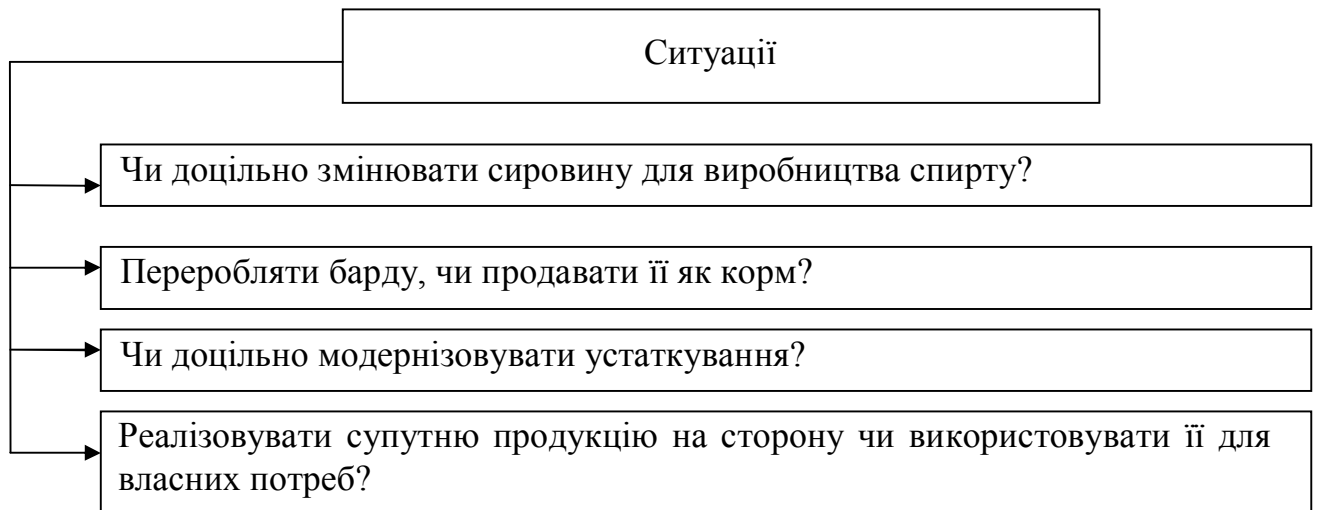 Ситуації
Чи доцільно змінювати сировину для виробництва спирту?
Переробляти барду, чи продавати її як корм?
Чи доцільно модернізовувати устаткування?
Реалізовувати супутню продукцію на сторону чи використовувати її для
власних потреб?